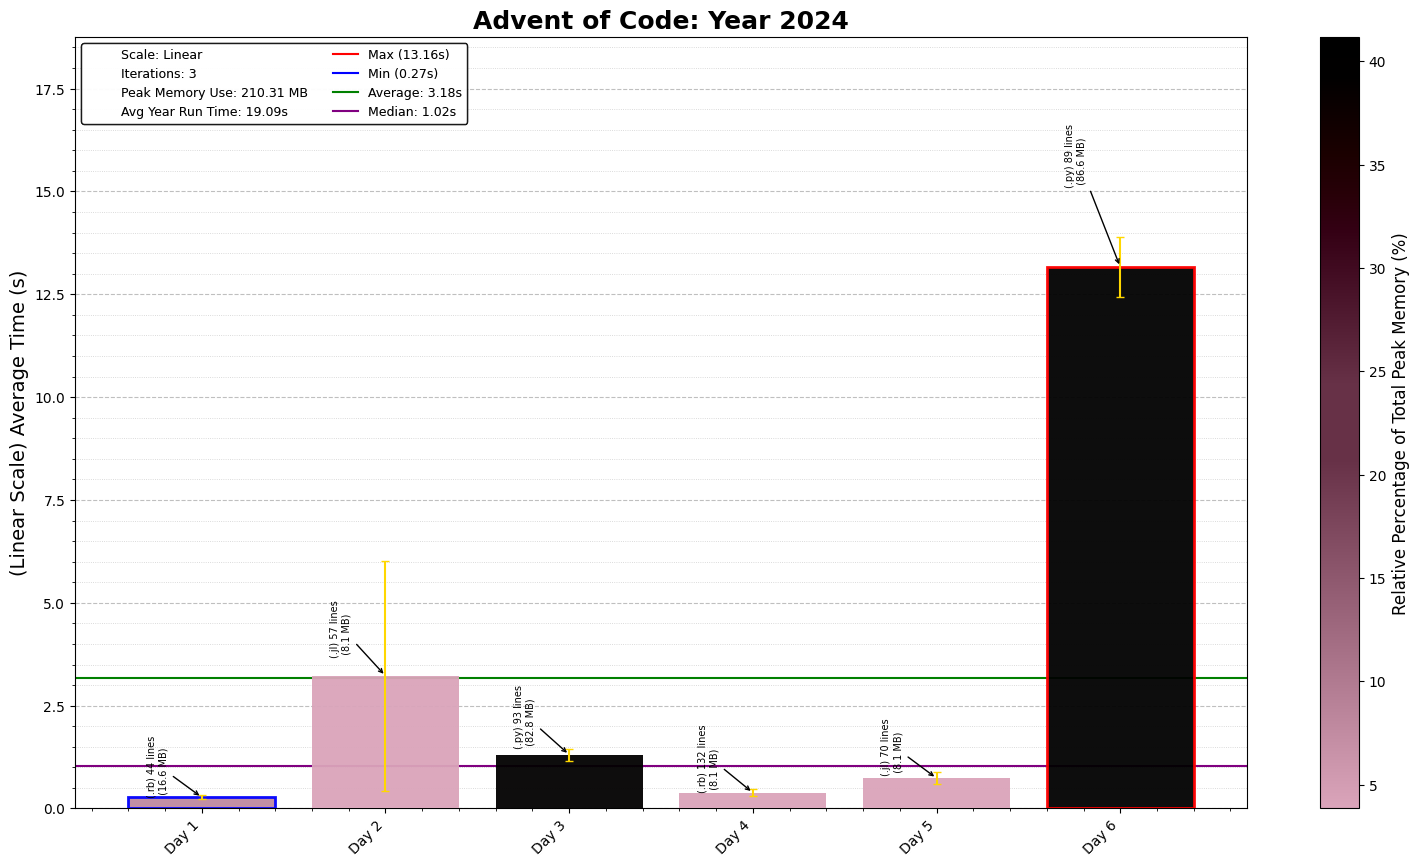 Advent of Code: Year 2024
Scale: Linear
Iterations: 3
Peak Memory Use: 210.31 MB
Avg Year Run Time: 19.09s
Max (13.16s)
Min (0.27s)
Average: 3.18s
Median: 1.02s
(Linear Scale) Average Time (s)
17.5
15.0
12.5
10.0
7.5
5.0
2.5
0.0
(.rb) 44 lines
(16.6 MB)
(.jl) 57 lines
(8.1 MB)
(.py) 93 lines
(82.8 MB)
(.rb) 132 lines
(8.1 MB)
(.jl) 70 lines
(8.1 MB)
(.py) 89 lines
(86.6 MB)
Day 1
Day 2
Day 3
Day 4
Day 5
Day 6
40
35
30
25
20
15
10
5
Relative Percentage of Total Peak Memory (%)